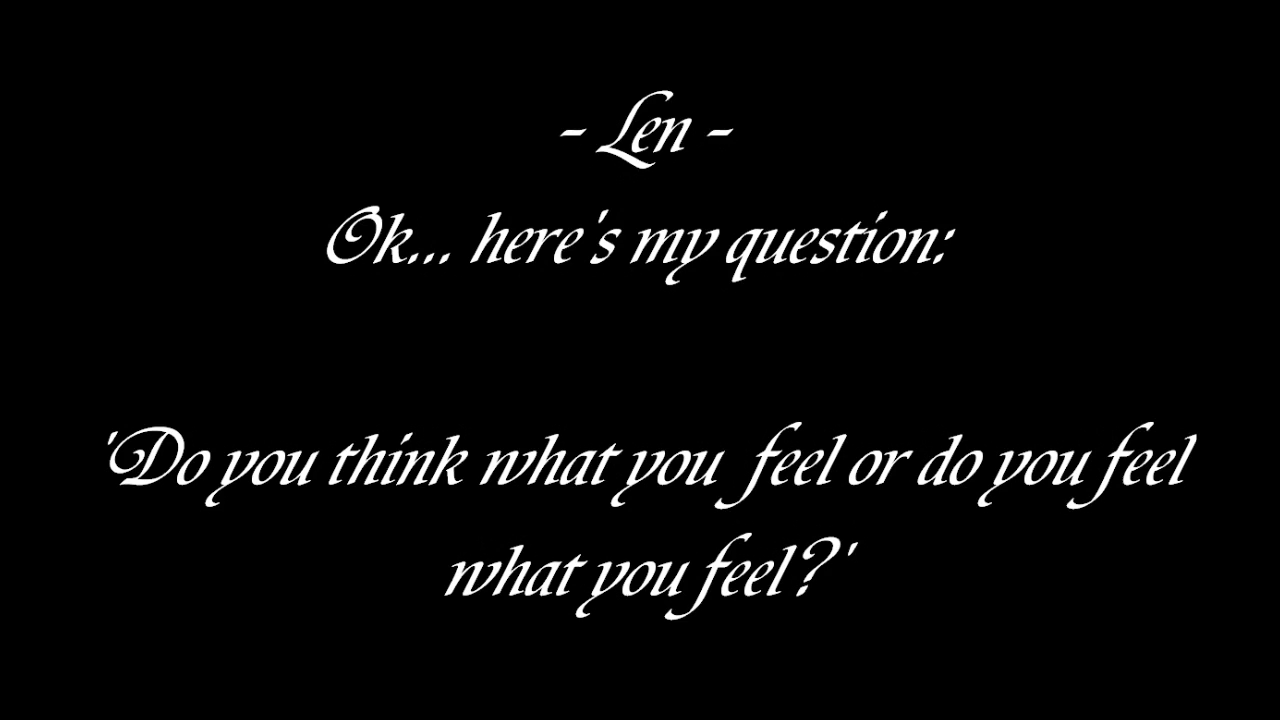 - Len -
Ok... here's my question:
'Do you think what you feel or do you feel
what you feel?'